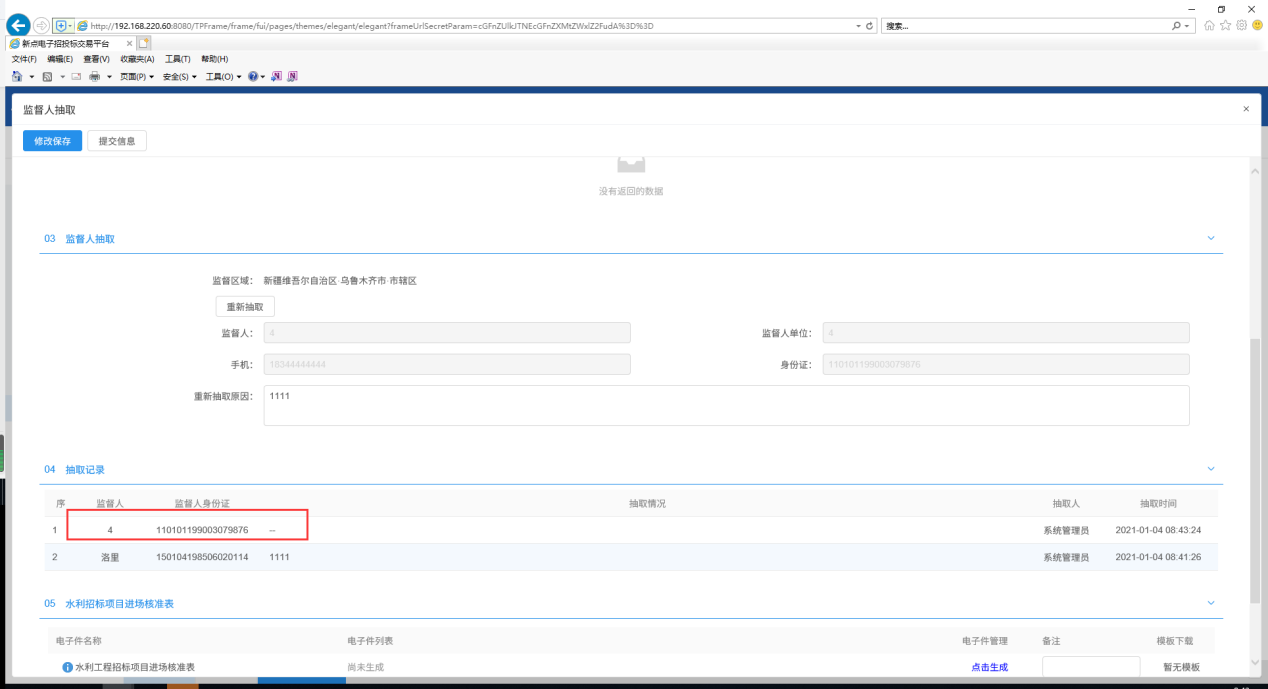 http://192.168.220.60:8080/TPFrame/frame/fui/pages/themes/elegant/elegant?frameUrlSecretParam=cGFnZUlkJTNEcGFnZXMtZWxlZ2FudA%3D%3D 搜索...
新点电子招投标交易平台
文件(F) 编辑(E) 查看(V) 收藏夹(A) 工具(T) 帮助(H)
页面(P) 安全(S) 工具(O)
监督人抽取
修改保存 提交信息
没有返回的数据
03 监督人抽取
监督区域： 新疆维吾尔自治区·乌鲁木齐市·市辖区
重新抽取
监督人： 4 监督人单位： 4
手机： 18344444444 身份证： 110101199003079876
重新抽取原因： 1111
04 抽取记录
序 监督人 监督人身份证 抽取情况 抽取人 抽取时间
1 4 110101199003079876 -- 系统管理员 2021-01-04 08:43:24
2 洛里 150104198506020114 1111 系统管理员 2021-01-04 08:41:26
05 水利招标项目进场核准表
电子件名称 电子件列表 电子件管理 备注 模板下载
水利工程招标项目进场核准表 尚未生成 点击生成 暂无模板